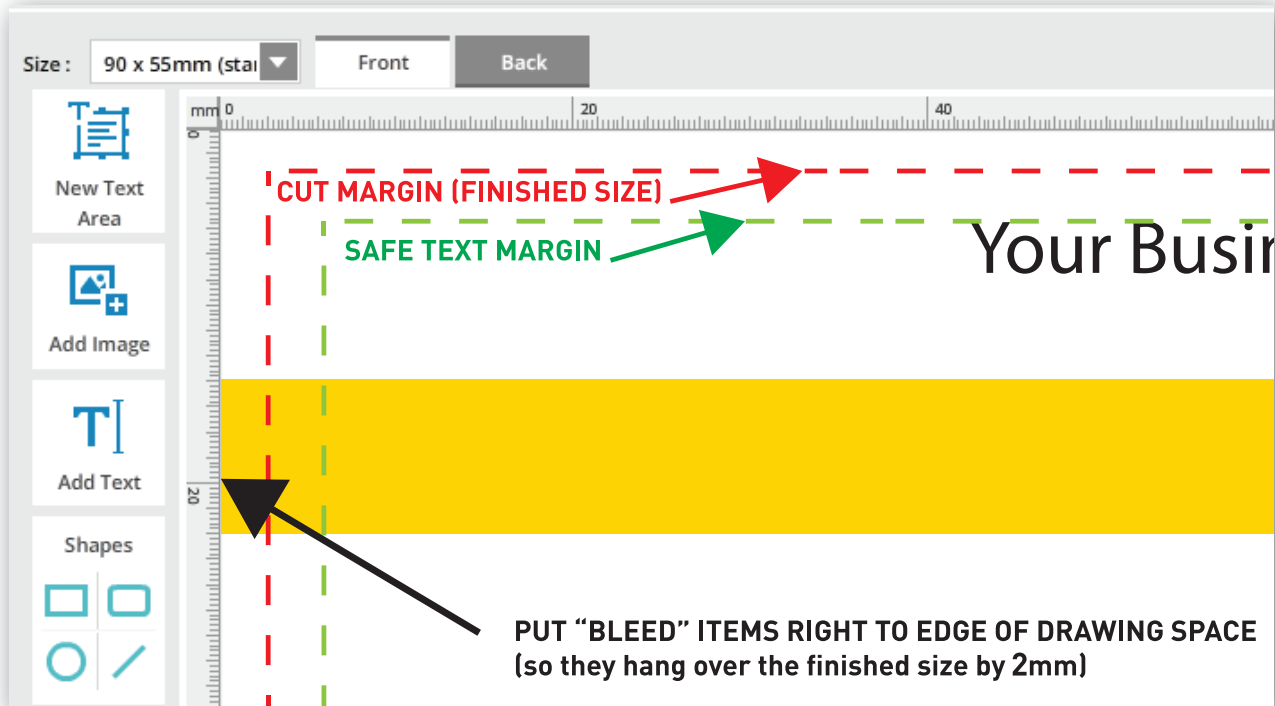 Size : 90 x 55mm (sta
Front
Back
mm 0 20 40
0
New Text
Area
CUT MARGIN (FINISHED SIZE)
SAFE TEXT MARGIN
Your Busin
Add Image
Add Text
20
Shapes
PUT “BLEED” ITEMS RIGHT TO EDGE OF DRAWING SPACE
(so they hang over the finished size by 2mm)